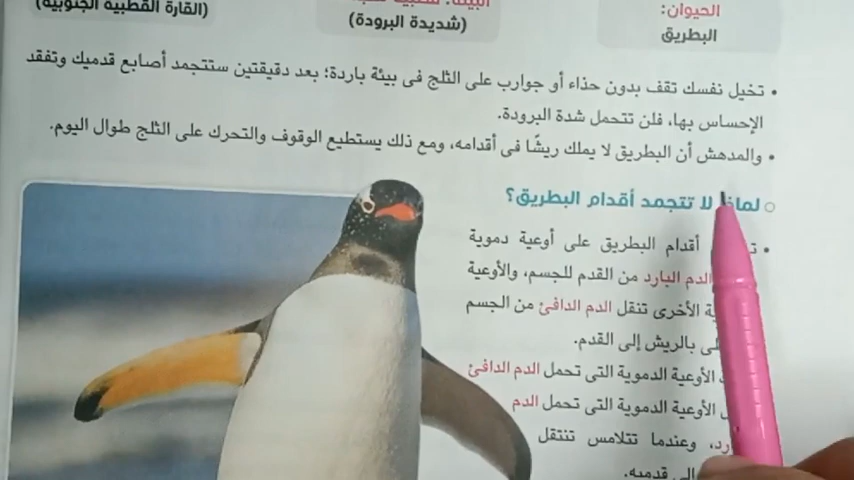 الحيوان:
البطريق
(شديدة البرودة)
(القارة القطبية الجنوبية)
• تخيل نفسك تقف بدون حذاء أو جوارب على الثلج فى بيئة باردة؛ بعد دقيقتين ستتجمد أصابع قدميك وتفقد
الإحساس بها، فلن تتحمل شدة البرودة.
• والمدهش أن البطريق لا يملك ريشًا فى أقدامه، ومع ذلك يستطيع الوقوف والتحرك على الثلج طوال اليوم.
لماذا لا تتجمد أقدام البطريق؟
أقدام البطريق على أوعية دموية
الدم البارد من القدم للجسم، والأوعية
الأخرى تنقل الدم الدافئ من الجسم
بالريش إلى القدم.
الأوعية الدموية التى تحمل الدم الدافئ
الأوعية الدموية التى تحمل الدم
وعندما تتلامس تنتقل
إلى قدميه.